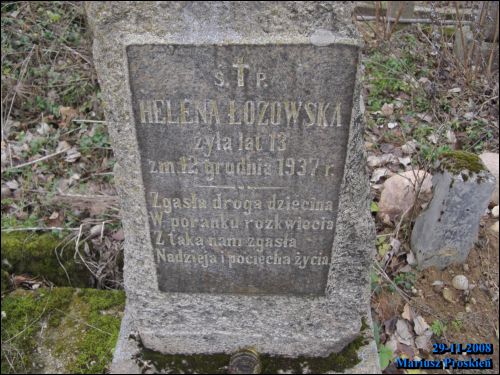 Ś. † P.
HELENA ŁOZOWSKA
żyła lat 13
zm 12 grudnia 1937 r.
Zgasła droga dziecina
W poranku rozkwiecia
Z taką nam zgasła
Nadzieja i pociecha życia
29-11-2008
Mariusz Proskień